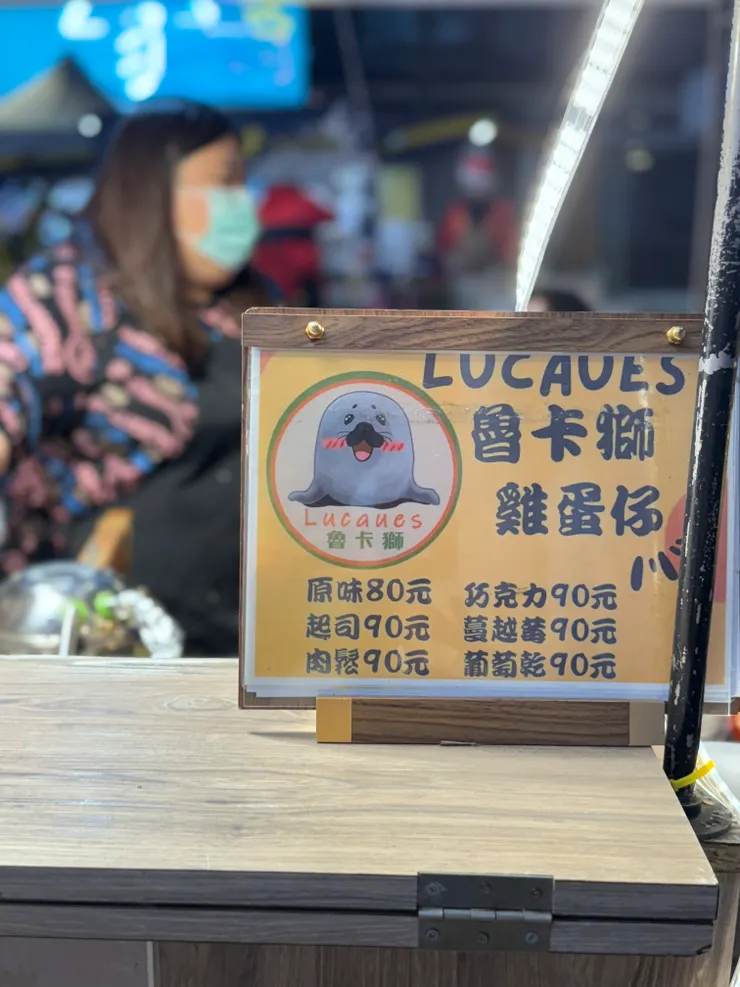 LUCAUES
魯卡獅
雞蛋仔
Lucaues
魯卡獅
原味80元
巧克力90元
起司90元
蔓越莓90元
肉鬆90元
葡萄乾90元